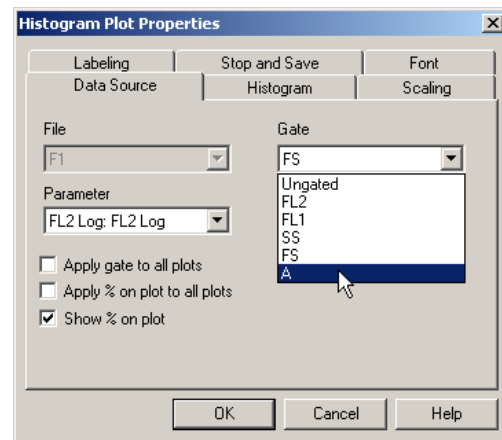 Histogram Plot Properties
Labeling Stop and Save Font
Data Source Histogram Scaling
File
F1
Gate
FS
Ungated
FL2
FL1
SS
FS
A
Parameter
FL2 Log: FL2 Log
Apply gate to all plots
Apply % on plot to all plots
Show % on plot
OK Cancel Help